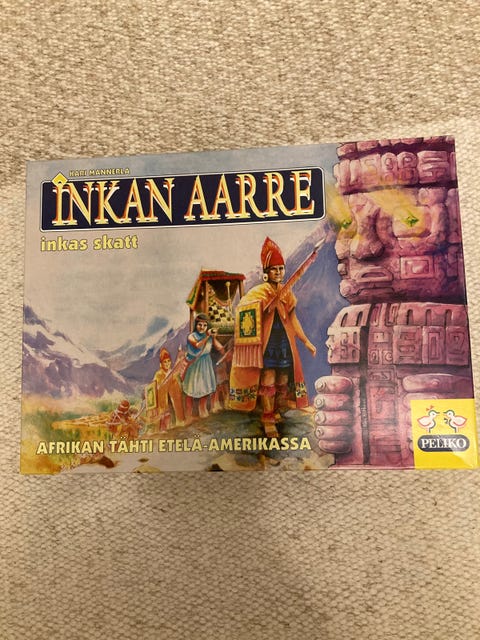 KARI MANNERLA
INKAN AARRE
inkas skatt
AFRIKAN TÄHTI ETELÄ-AMERIKASSA
PELIKO